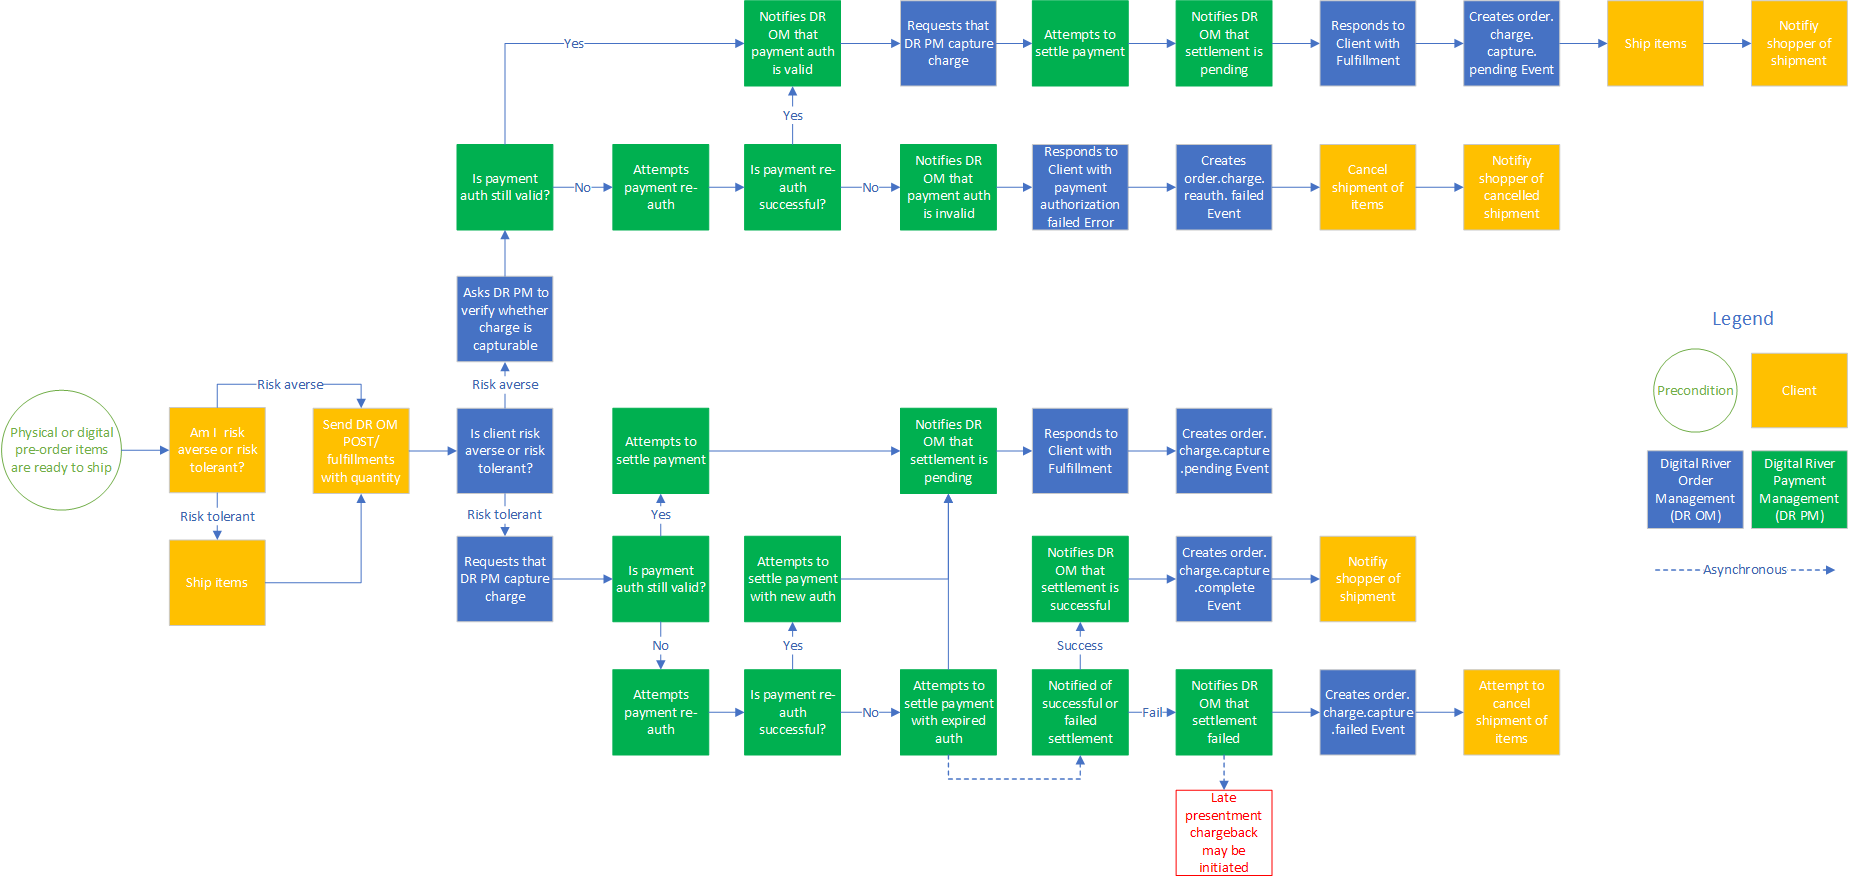 Notifies DR
OM that
payment auth
is valid
Requests that
DR PM capture
charge
Attempts to
settle payment
Notifies DR
OM that
settlement is
pending
Responds to
Client with
Fulfillment
Creates order.
charge.
capture.
pending Event
Ship items
Notifiy
shopper of
shipment
Yes
Yes
Is payment
auth still valid?
No
Attempts
payment re-
auth
Is payment re-
auth
successful?
No
Notifies DR
OM that
payment auth
is invalid
Responds to
Client with
payment
authorization
failed Error
Creates
order.charge.
reauth. failed
Event
Cancel
shipment of
items
Notifiy
shopper of
cancelled
shipment
Asks DR PM to
verify whether
charge is
capturable
Legend
Precondition
Client
Digital River
Order
Management
(DR OM)
Digital River
Payment
Management
(DR PM)
Asynchronous
Risk averse
Risk averse
Physical or digital
pre-order items
are ready to ship
Am I  risk
averse or risk
tolerant?
Send DR OM
POST/
fulfillments
with quantity
Is client risk
averse or risk
tolerant?
Attempts to
settle payment
Notifies DR
OM that
settlement is
pending
Responds to
Client with
Fulfillment
Creates order.
charge.capture
.pending Event
Risk tolerant
Risk tolerant
Yes
Ship items
Requests that
DR PM capture
charge
Is payment
auth still valid?
Attempts to
settle payment
with new auth
Notifies DR
OM that
settlement is
successful
Creates order.
charge.capture
.complete
Event
Notifiy
shopper of
shipment
No
Yes
Success
Attempts
payment re-
auth
Is payment re-
auth
successful?
No
Attempts to
settle payment
with expired
auth
Notified of
successful or
failed
settlement
Fail
Notifies DR
OM that
settlement
failed
Creates order.
charge.capture
.failed Event
Attempt to
cancel
shipment of
items
Late
presentment
chargeback
may be
initiated